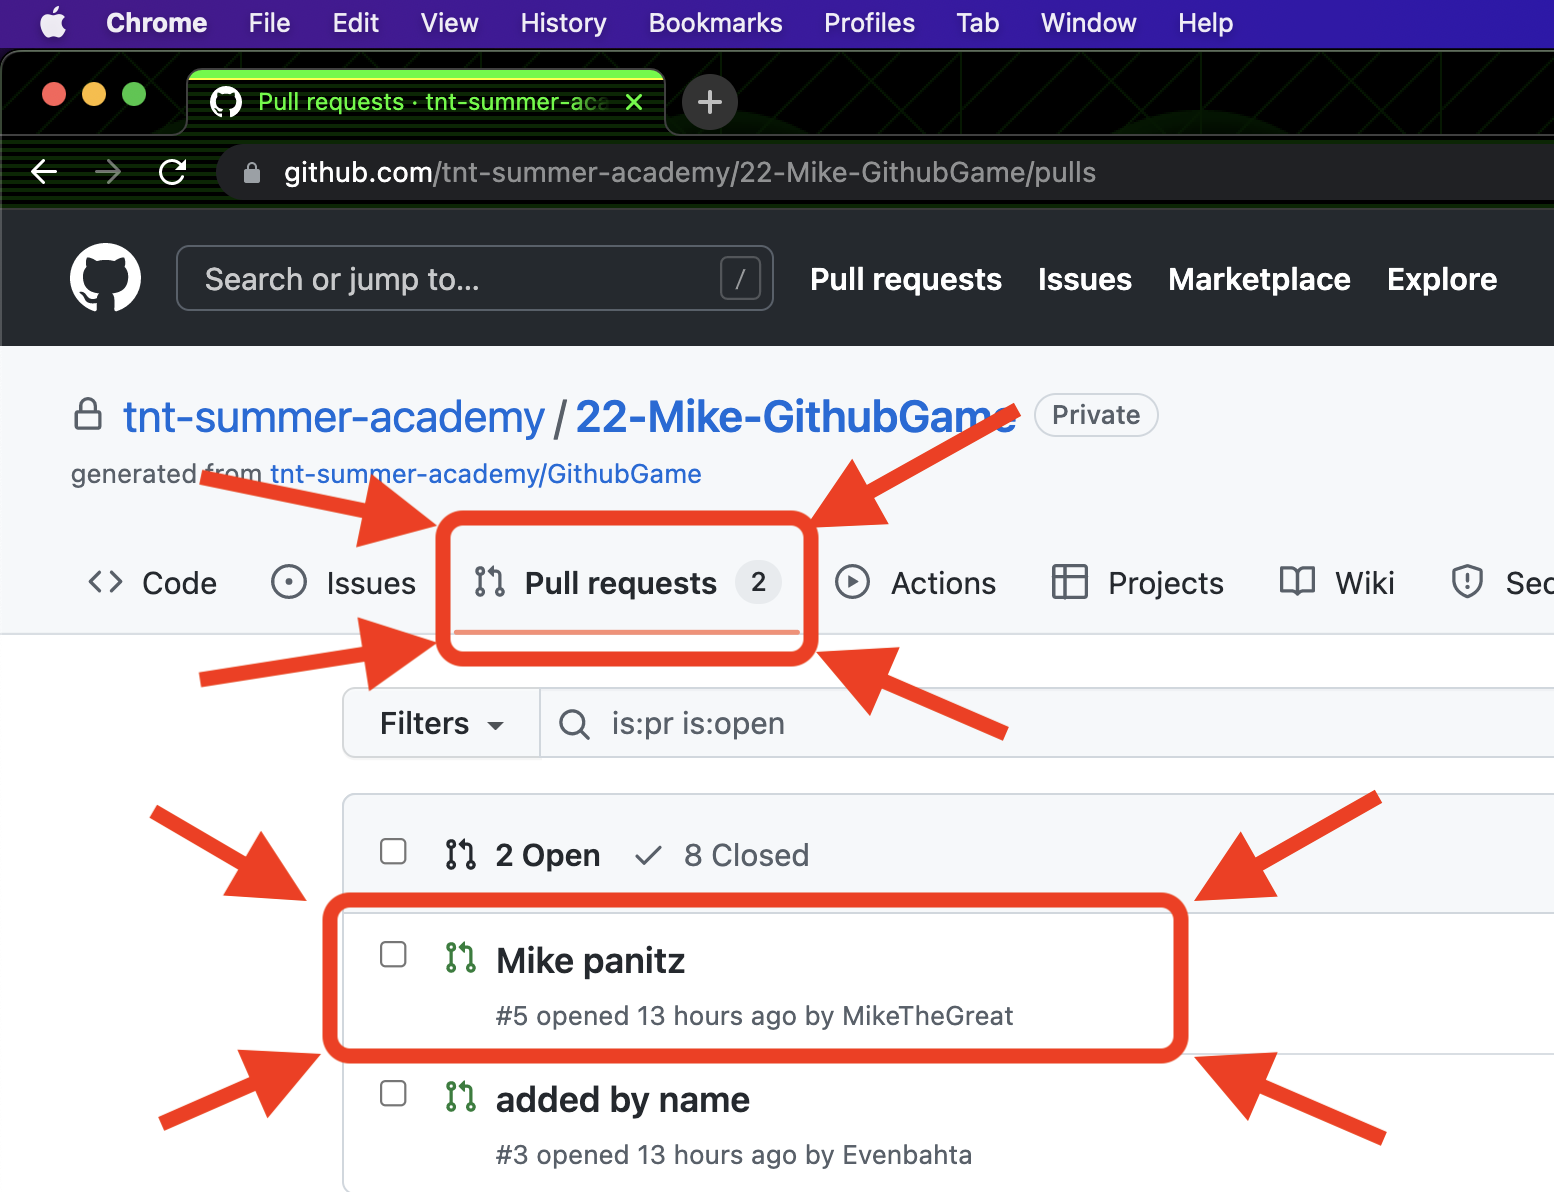 Chrome File Edit View History Bookmarks Profiles Tab Window Help
Pull requests · tnt-summer-aca
github.com/tnt-summer-academy/22-Mike-GithubGame/pulls
Search or jump to... / Pull requests Issues Marketplace Explore
tnt-summer-academy / 22-Mike-GithubGame Private
generated from tnt-summer-academy/GithubGame
Code Issues Pull requests 2 Actions Projects Wiki Sec
Filters is:pr is:open
2 Open 8 Closed
Mike panitz
#5 opened 13 hours ago by MikeTheGreat
added by name
#3 opened 13 hours ago by Evenbahta